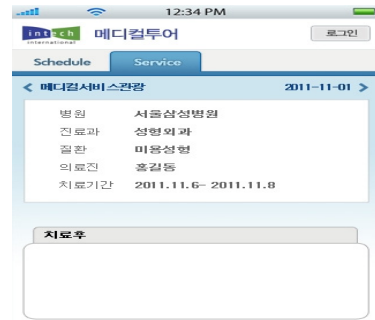 12:34 PM
intech 메디컬투어 로그인
international
Schedule Service
< 메디컬서비스관광 2011-11-01 >
병원 서울삼성병원
진료과 성형외과
질환 미용성형
의료진 홍길동
치료기간 2011.11.6- 2011.11.8
치료후